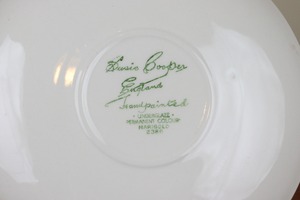 Susie Cooper
England
handpainted
UNDERGLAZE
PERMANENT COLOUR
MARIGOLD